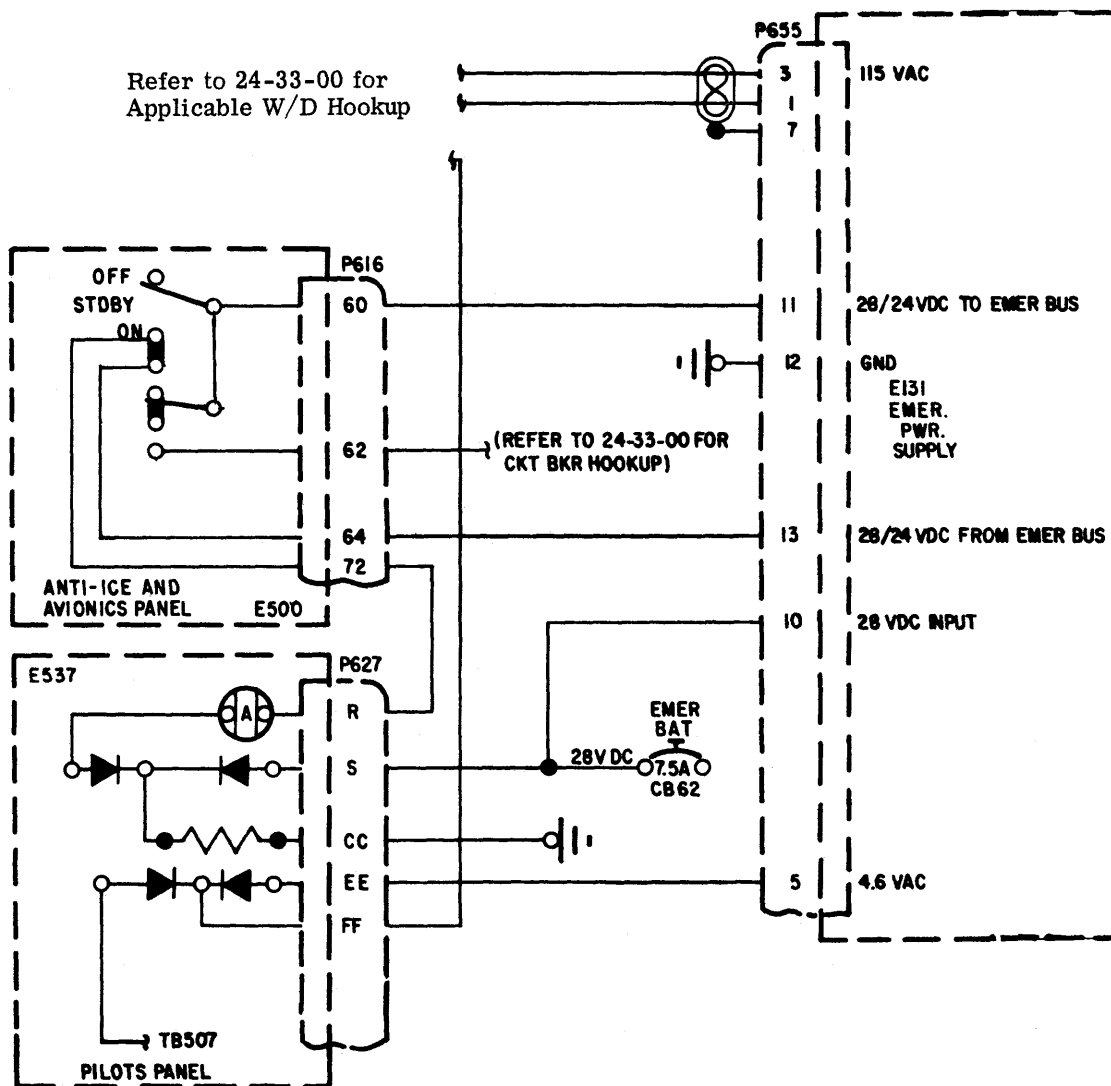 Refer to 24-33-00 for
Applicable W/D Hookup
P655
3
115 VAC
1
7
P616
OFF
STDBY
ON
60
11
28/24VDC TO EMER BUS
12
GND
E131
EMER.
PWR.
SUPPLY
62
(REFER TO 24-33-00 FOR
CKT BKR HOOKUP)
64
13
28/24 VDC FROM EMER BUS
72
ANTI-ICE AND
AVIONICS PANEL
E500
10
28 VDC INPUT
E537
P627
A
R
EMER
BAT
S
28V DC
7.5A
CB62
CC
EE
5
4.6 VAC
FF
TB507
PILOTS PANEL